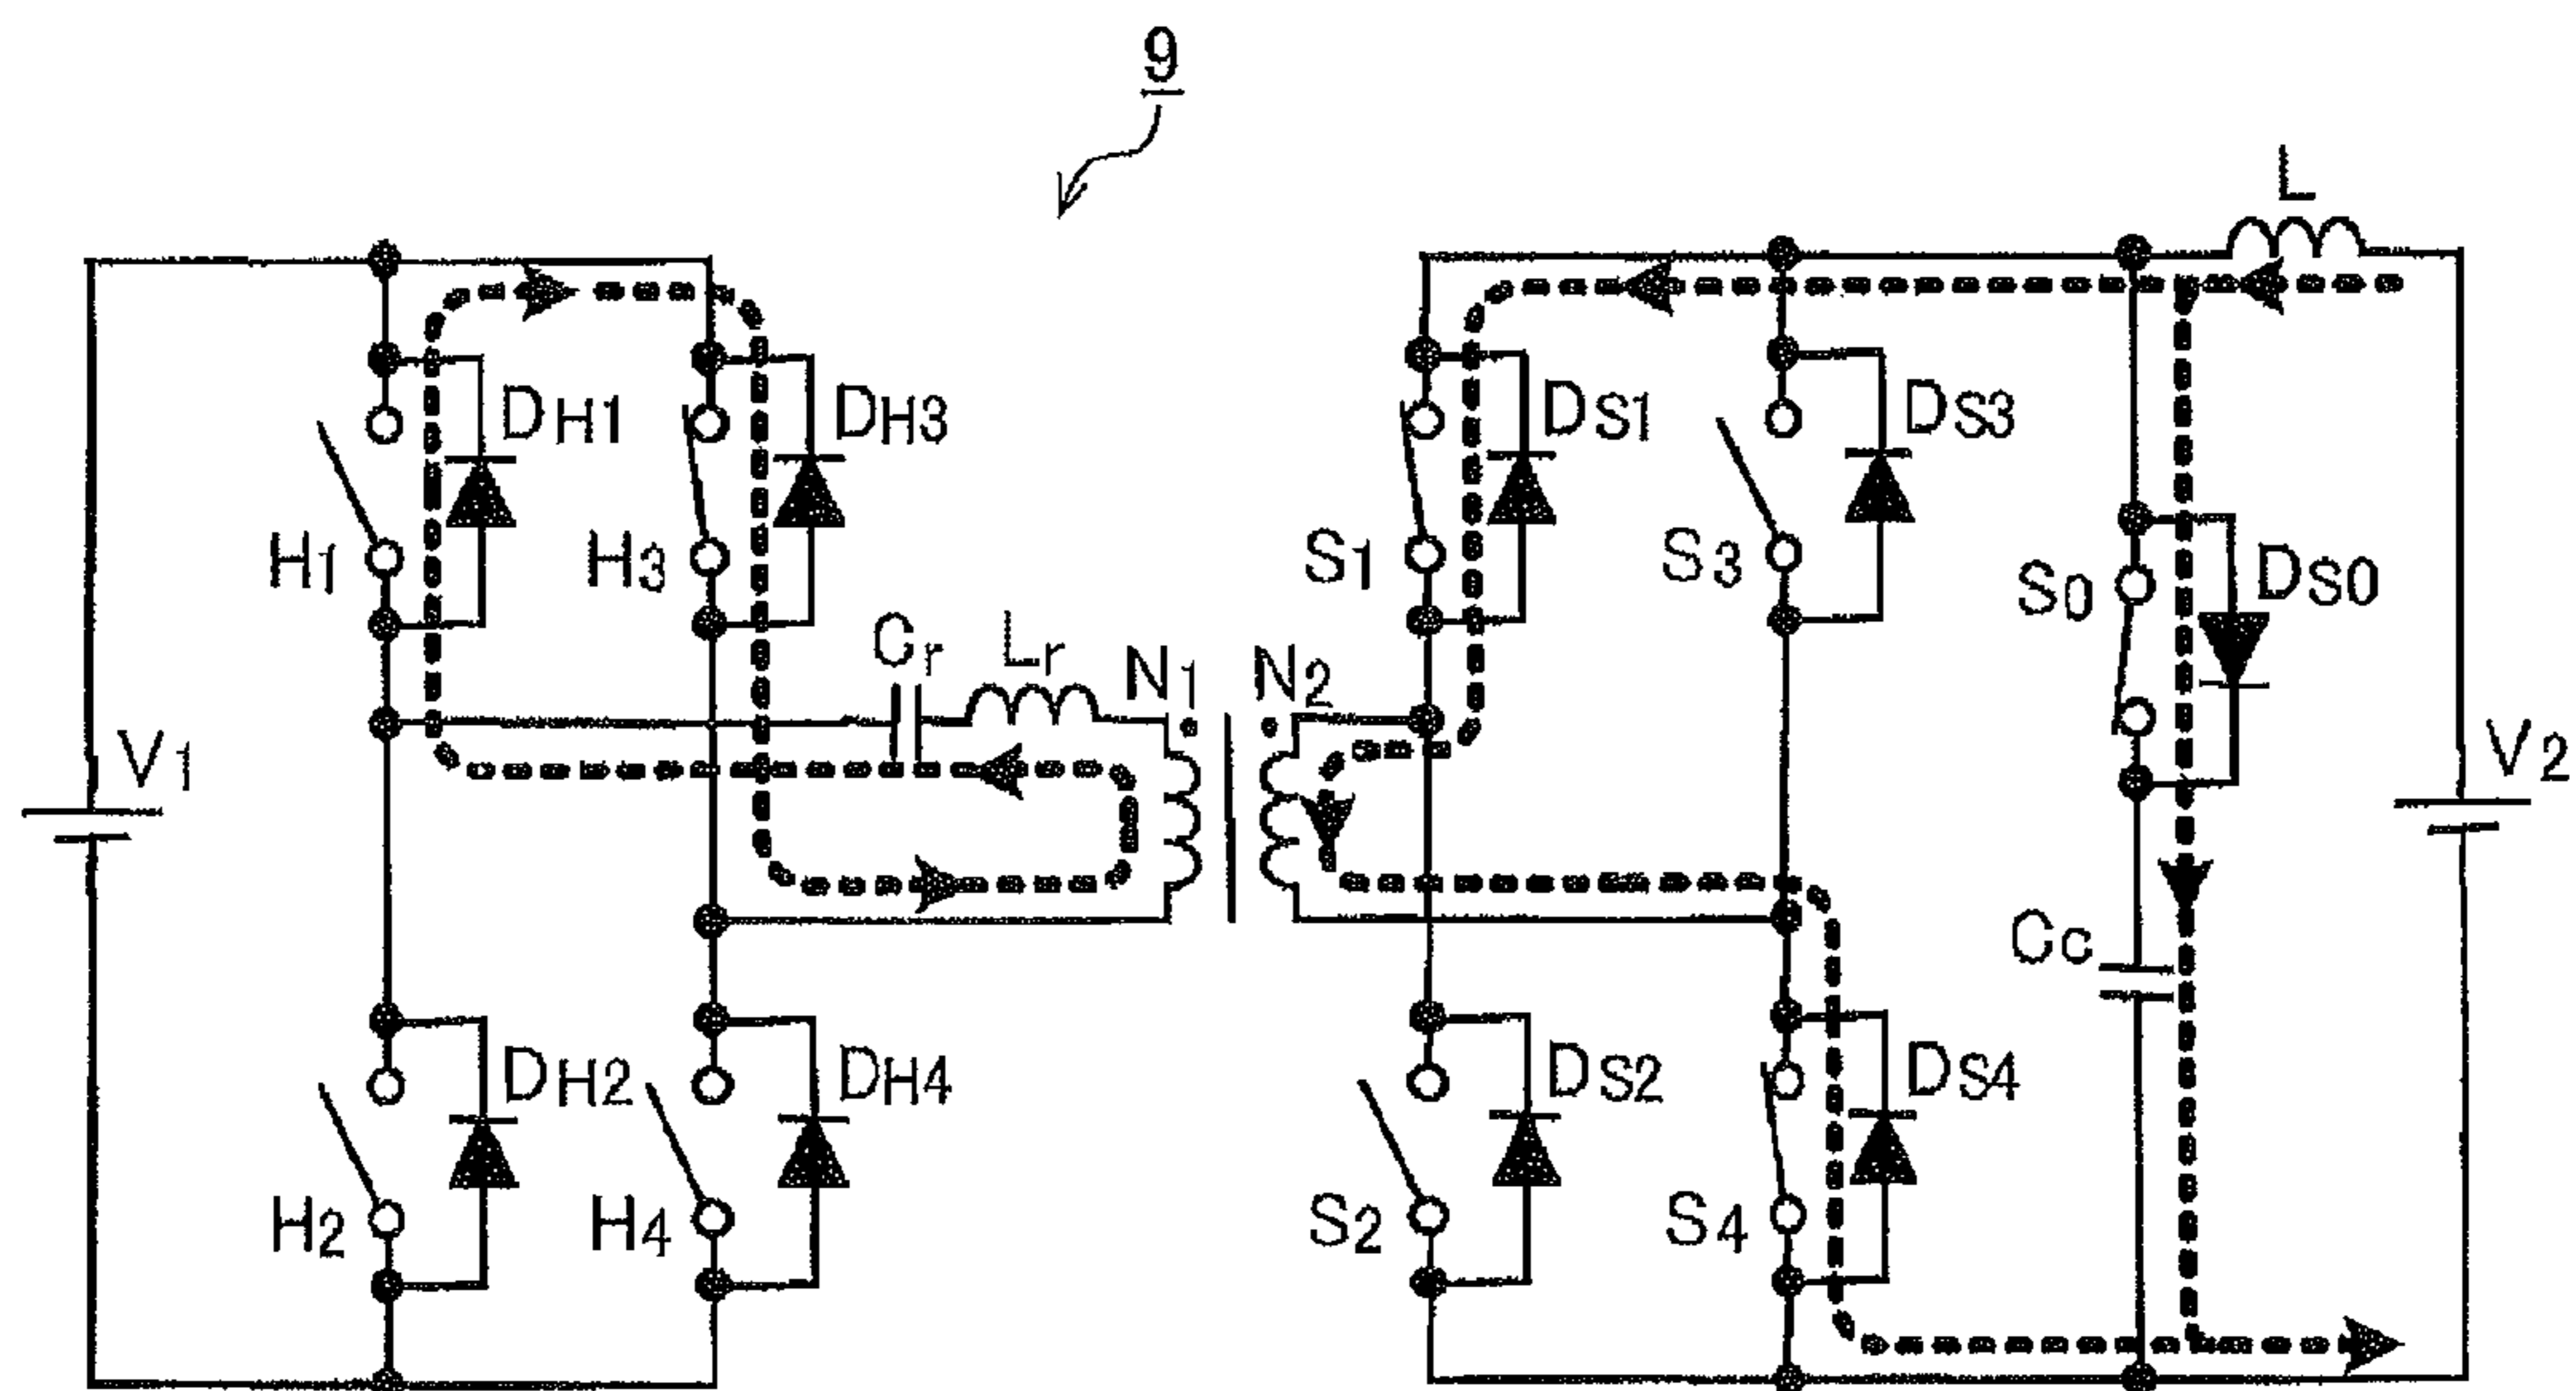 9
L
DH1
DH3
DS1
DS3
H1
H3
S1
S3
S0
DS0
Cr
Lr
N1
N2
V1
V2
Cc
DH2
DH4
DS2
DS4
H2
H4
S2
S4